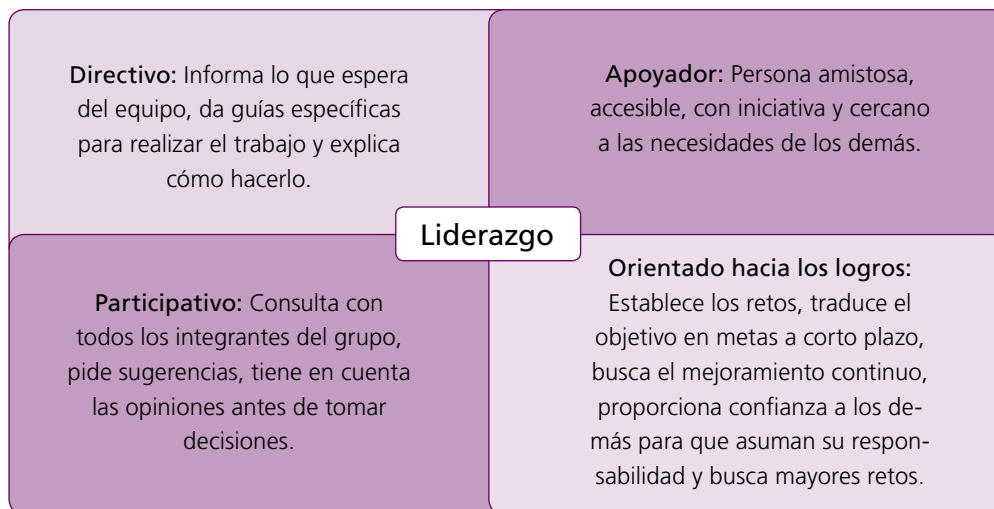 Directivo: Informa lo que espera
del equipo, da guías específicas
para realizar el trabajo y explica
cómo hacerlo.
Apoyador: Persona amistosa,
accesible, con iniciativa y cercano
a las necesidades de los demás.
Liderazgo
Participativo: Consulta con
todos los integrantes del grupo,
pide sugerencias, tiene en cuenta
las opiniones antes de tomar
decisiones.
Orientado hacia los logros:
Establece los retos, traduce el
objetivo en metas a corto plazo,
busca el mejoramiento continuo,
proporciona confianza a los de-
más para que asuman su respon-
sabilidad y busca mayores retos.